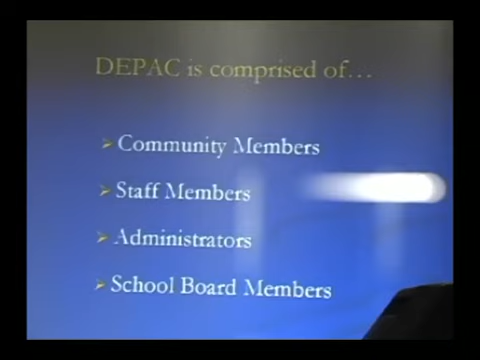 DEPAC is comprised of…
Community Members
Staff Members
Administrators
School Board Members